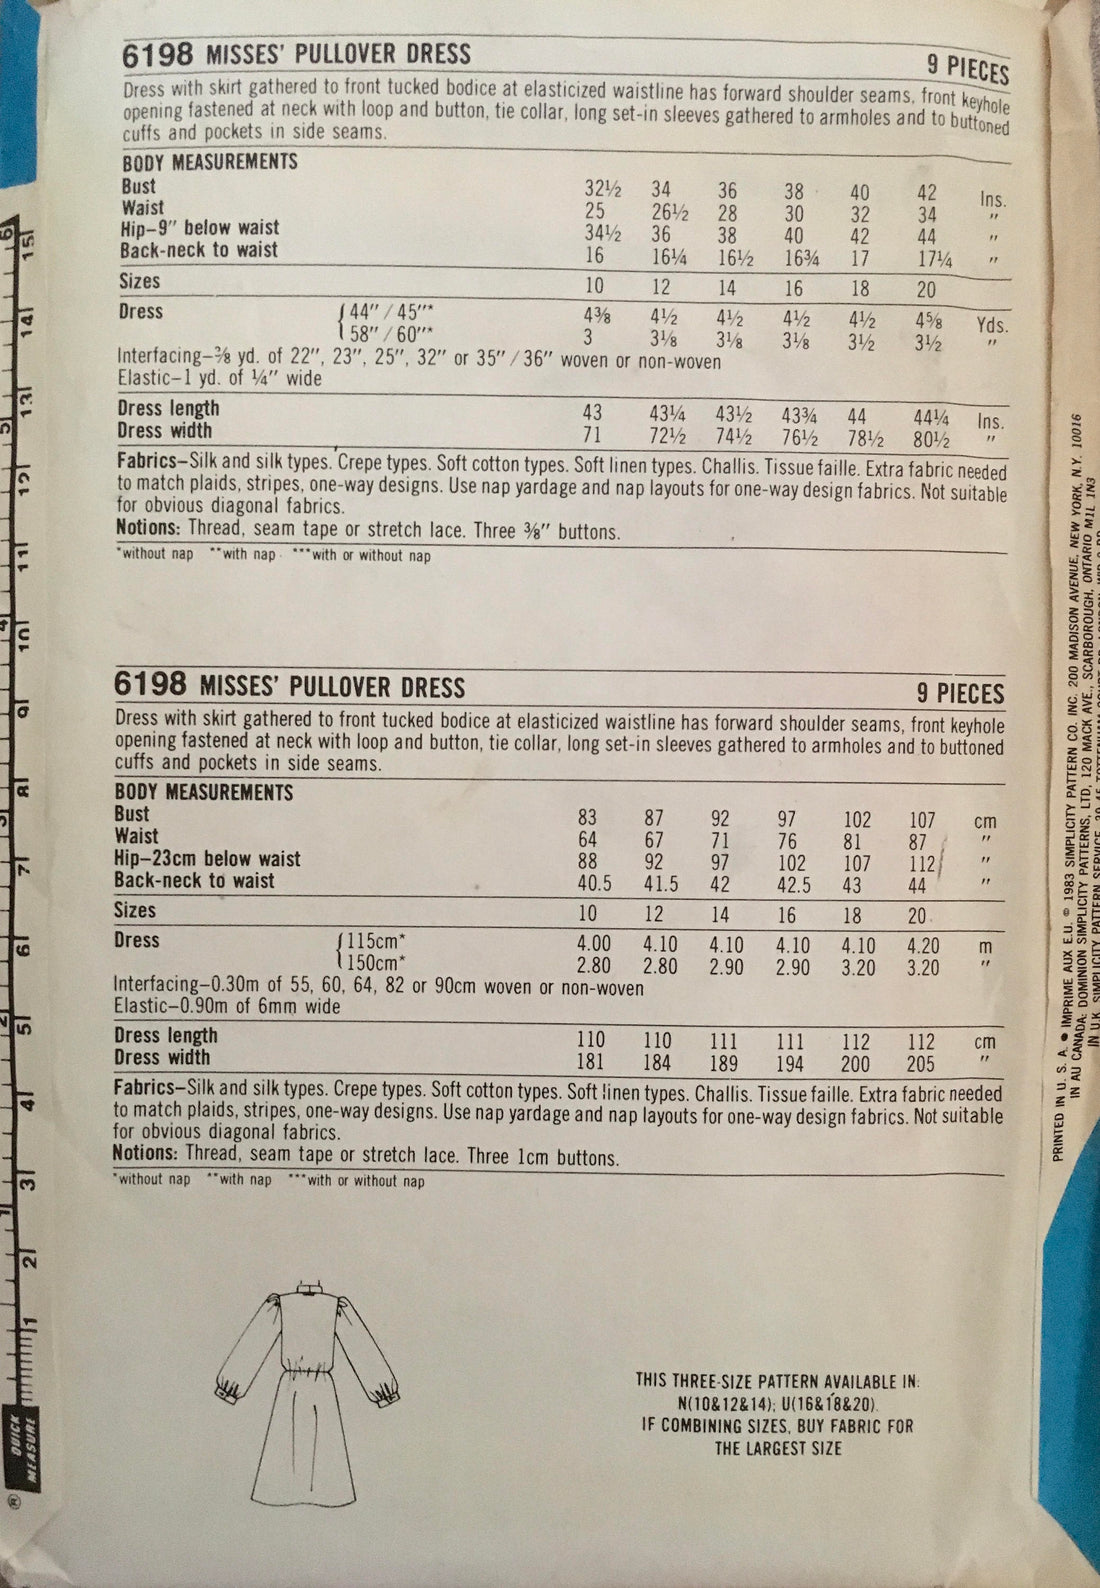 6198 MISSES' PULLOVER DRESS 9 PIECES
Dress with skirt gathered to front tucked bodice at elasticized waistline has forward shoulder seams, front keyhole
opening fastened at neck with loop and button, tie collar, long set-in sleeves gathered to armholes and to buttoned
cuffs and pockets in side seams.
BODY MEASUREMENTS
Bust 32½ 34 36 38 40 42 Ins.
Waist 25 26½ 28 30 32 34 "
Hip–9" below waist 34½ 36 38 40 42 44 "
Back-neck to waist 16 16¼ 16½ 16¾ 17 17¼ "
Sizes 10 12 14 16 18 20
Dress { 44" / 45"* 4⅜ 4½ 4½ 4½ 4½ 4⅝ Yds.
58" / 60"* 3 3⅛ 3⅛ 3⅛ 3½ 3½ "
Interfacing–⅜ yd. of 22", 23", 25", 32" or 35" / 36" woven or non-woven
Elastic–1 yd. of ¼" wide
Dress length 43 43¼ 43½ 43¾ 44 44¼ Ins.
Dress width 71 72½ 74½ 76½ 78½ 80½ "
Fabrics–Silk and silk types. Crepe types. Soft cotton types. Soft linen types. Challis. Tissue faille. Extra fabric needed
to match plaids, stripes, one-way designs. Use nap yardage and nap layouts for one-way design fabrics. Not suitable
for obvious diagonal fabrics.
Notions: Thread, seam tape or stretch lace. Three ⅜" buttons.
*without nap **with nap ***with or without nap
6198 MISSES' PULLOVER DRESS 9 PIECES
Dress with skirt gathered to front tucked bodice at elasticized waistline has forward shoulder seams, front keyhole
opening fastened at neck with loop and button, tie collar, long set-in sleeves gathered to armholes and to buttoned
cuffs and pockets in side seams.
BODY MEASUREMENTS
Bust 83 87 92 97 102 107 cm
Waist 64 67 71 76 81 87 "
Hip–23cm below waist 88 92 97 102 107 112 "
Back-neck to waist 40.5 41.5 42 42.5 43 44 "
Sizes 10 12 14 16 18 20
Dress { 115cm* 4.00 4.10 4.10 4.10 4.10 4.20 m
150cm* 2.80 2.80 2.90 2.90 3.20 3.20 "
Interfacing–0.30m of 55, 60, 64, 82 or 90cm woven or non-woven
Elastic–0.90m of 6mm wide
Dress length 110 110 111 111 112 112 cm
Dress width 181 184 189 194 200 205 "
Fabrics–Silk and silk types. Crepe types. Soft cotton types. Soft linen types. Challis. Tissue faille. Extra fabric needed
to match plaids, stripes, one-way designs. Use nap yardage and nap layouts for one-way design fabrics. Not suitable
for obvious diagonal fabrics.
Notions: Thread, seam tape or stretch lace. Three 1cm buttons.
*without nap **with nap ***with or without nap
THIS THREE-SIZE PATTERN AVAILABLE IN:
N(10&12&14); U(16&18&20).
IF COMBINING SIZES, BUY FABRIC FOR
THE LARGEST SIZE
PRINTED IN U. S. A. ● IMPRIME AUX E.U. © 1983 SIMPLICITY PATTERN CO. INC. 200 MADISON AVENUE, NEW YORK, N.Y. 10016
IN AU CANADA: DOMINION SIMPLICITY PATTERNS, LTD, 120 MACK AVE., SCARBOROUGH, ONTARIO M1L 1N3
IN U.K. SIMPLICITY PATTERN SERVICE,
QUICK
MEASURE
®
1 2 3 4 5 6 7 8 9 10 11 12 13 14 15
2 3 4 5 6